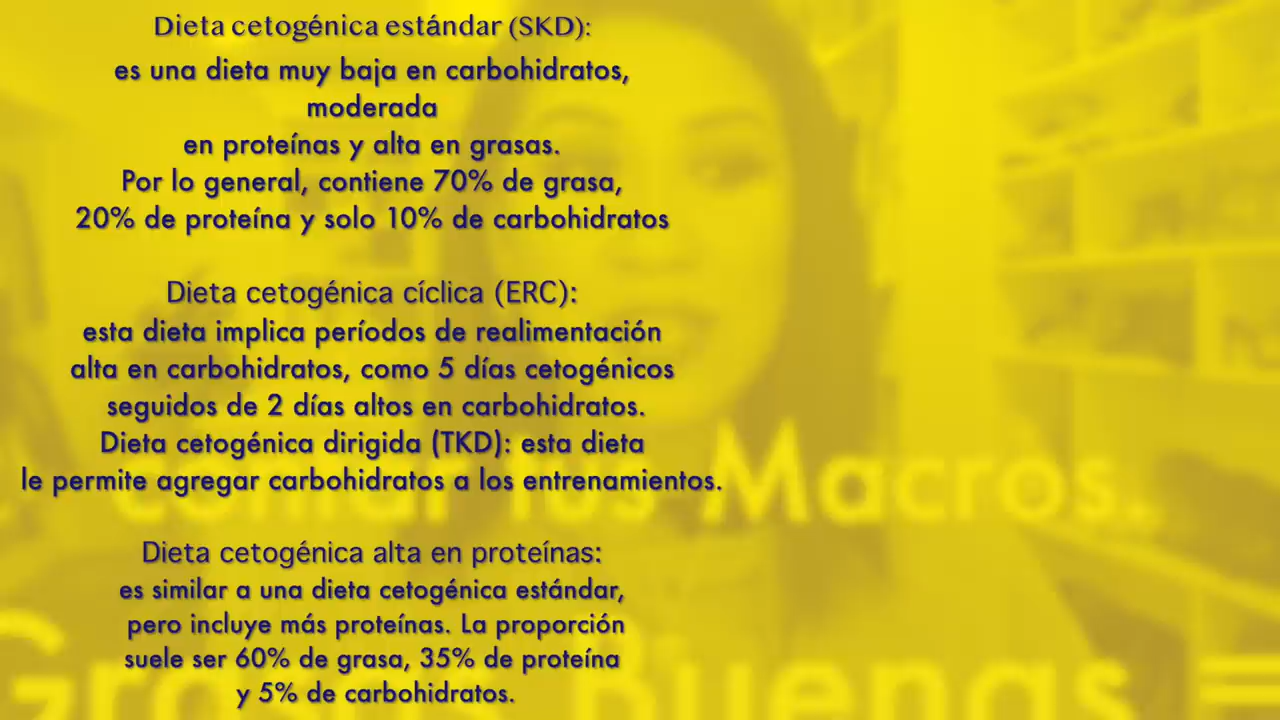 Dieta cetogénica estándar (SKD):
es una dieta muy baja en carbohidratos,
moderada
en proteínas y alta en grasas.
Por lo general, contiene 70% de grasa,
20% de proteína y solo 10% de carbohidratos
Dieta cetogénica cíclica (ERC):
esta dieta implica períodos de realimentación
alta en carbohidratos, como 5 días cetogénicos
seguidos de 2 días altos en carbohidratos.
Dieta cetogénica dirigida (TKD): esta dieta
le permite agregar carbohidratos a los entrenamientos.
contar tus Macros.
Dieta cetogénica alta en proteínas:
es similar a una dieta cetogénica estándar,
pero incluye más proteínas. La proporción
suele ser 60% de grasa, 35% de proteína
y 5% de carbohidratos.
Grasas Buenas =